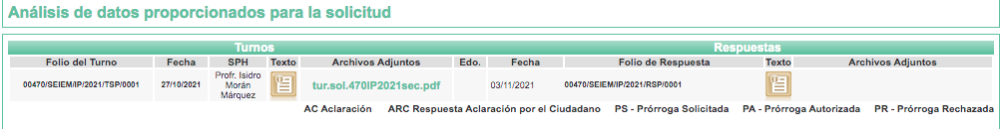 Análisis de datos proporcionados para la solicitud
Turnos Respuestas
Folio del Turno Fecha SPH Texto Archivos Adjuntos Edo. Fecha Folio de Respuesta Texto Archivos Adjuntos
00470/SEIEM/IP/2021/TSP/0001 27/10/2021 Profr. Isidro Morán Márquez tur.sol.470IP2021sec.pdf 03/11/2021 00470/SEIEM/IP/2021/RSP/0001
AC Aclaración ARC Respuesta Aclaración por el Ciudadano PS - Prórroga Solicitada PA - Prórroga Autorizada PR - Prórroga Rechazada